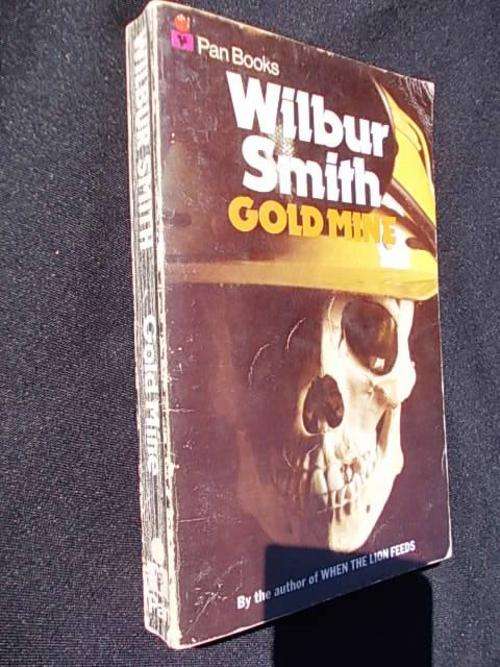 Pan Books
Wilbur
Smith
GOLD MINE
By the author of WHEN THE LION FEEDS
WILBUR SMITH Gold Mine